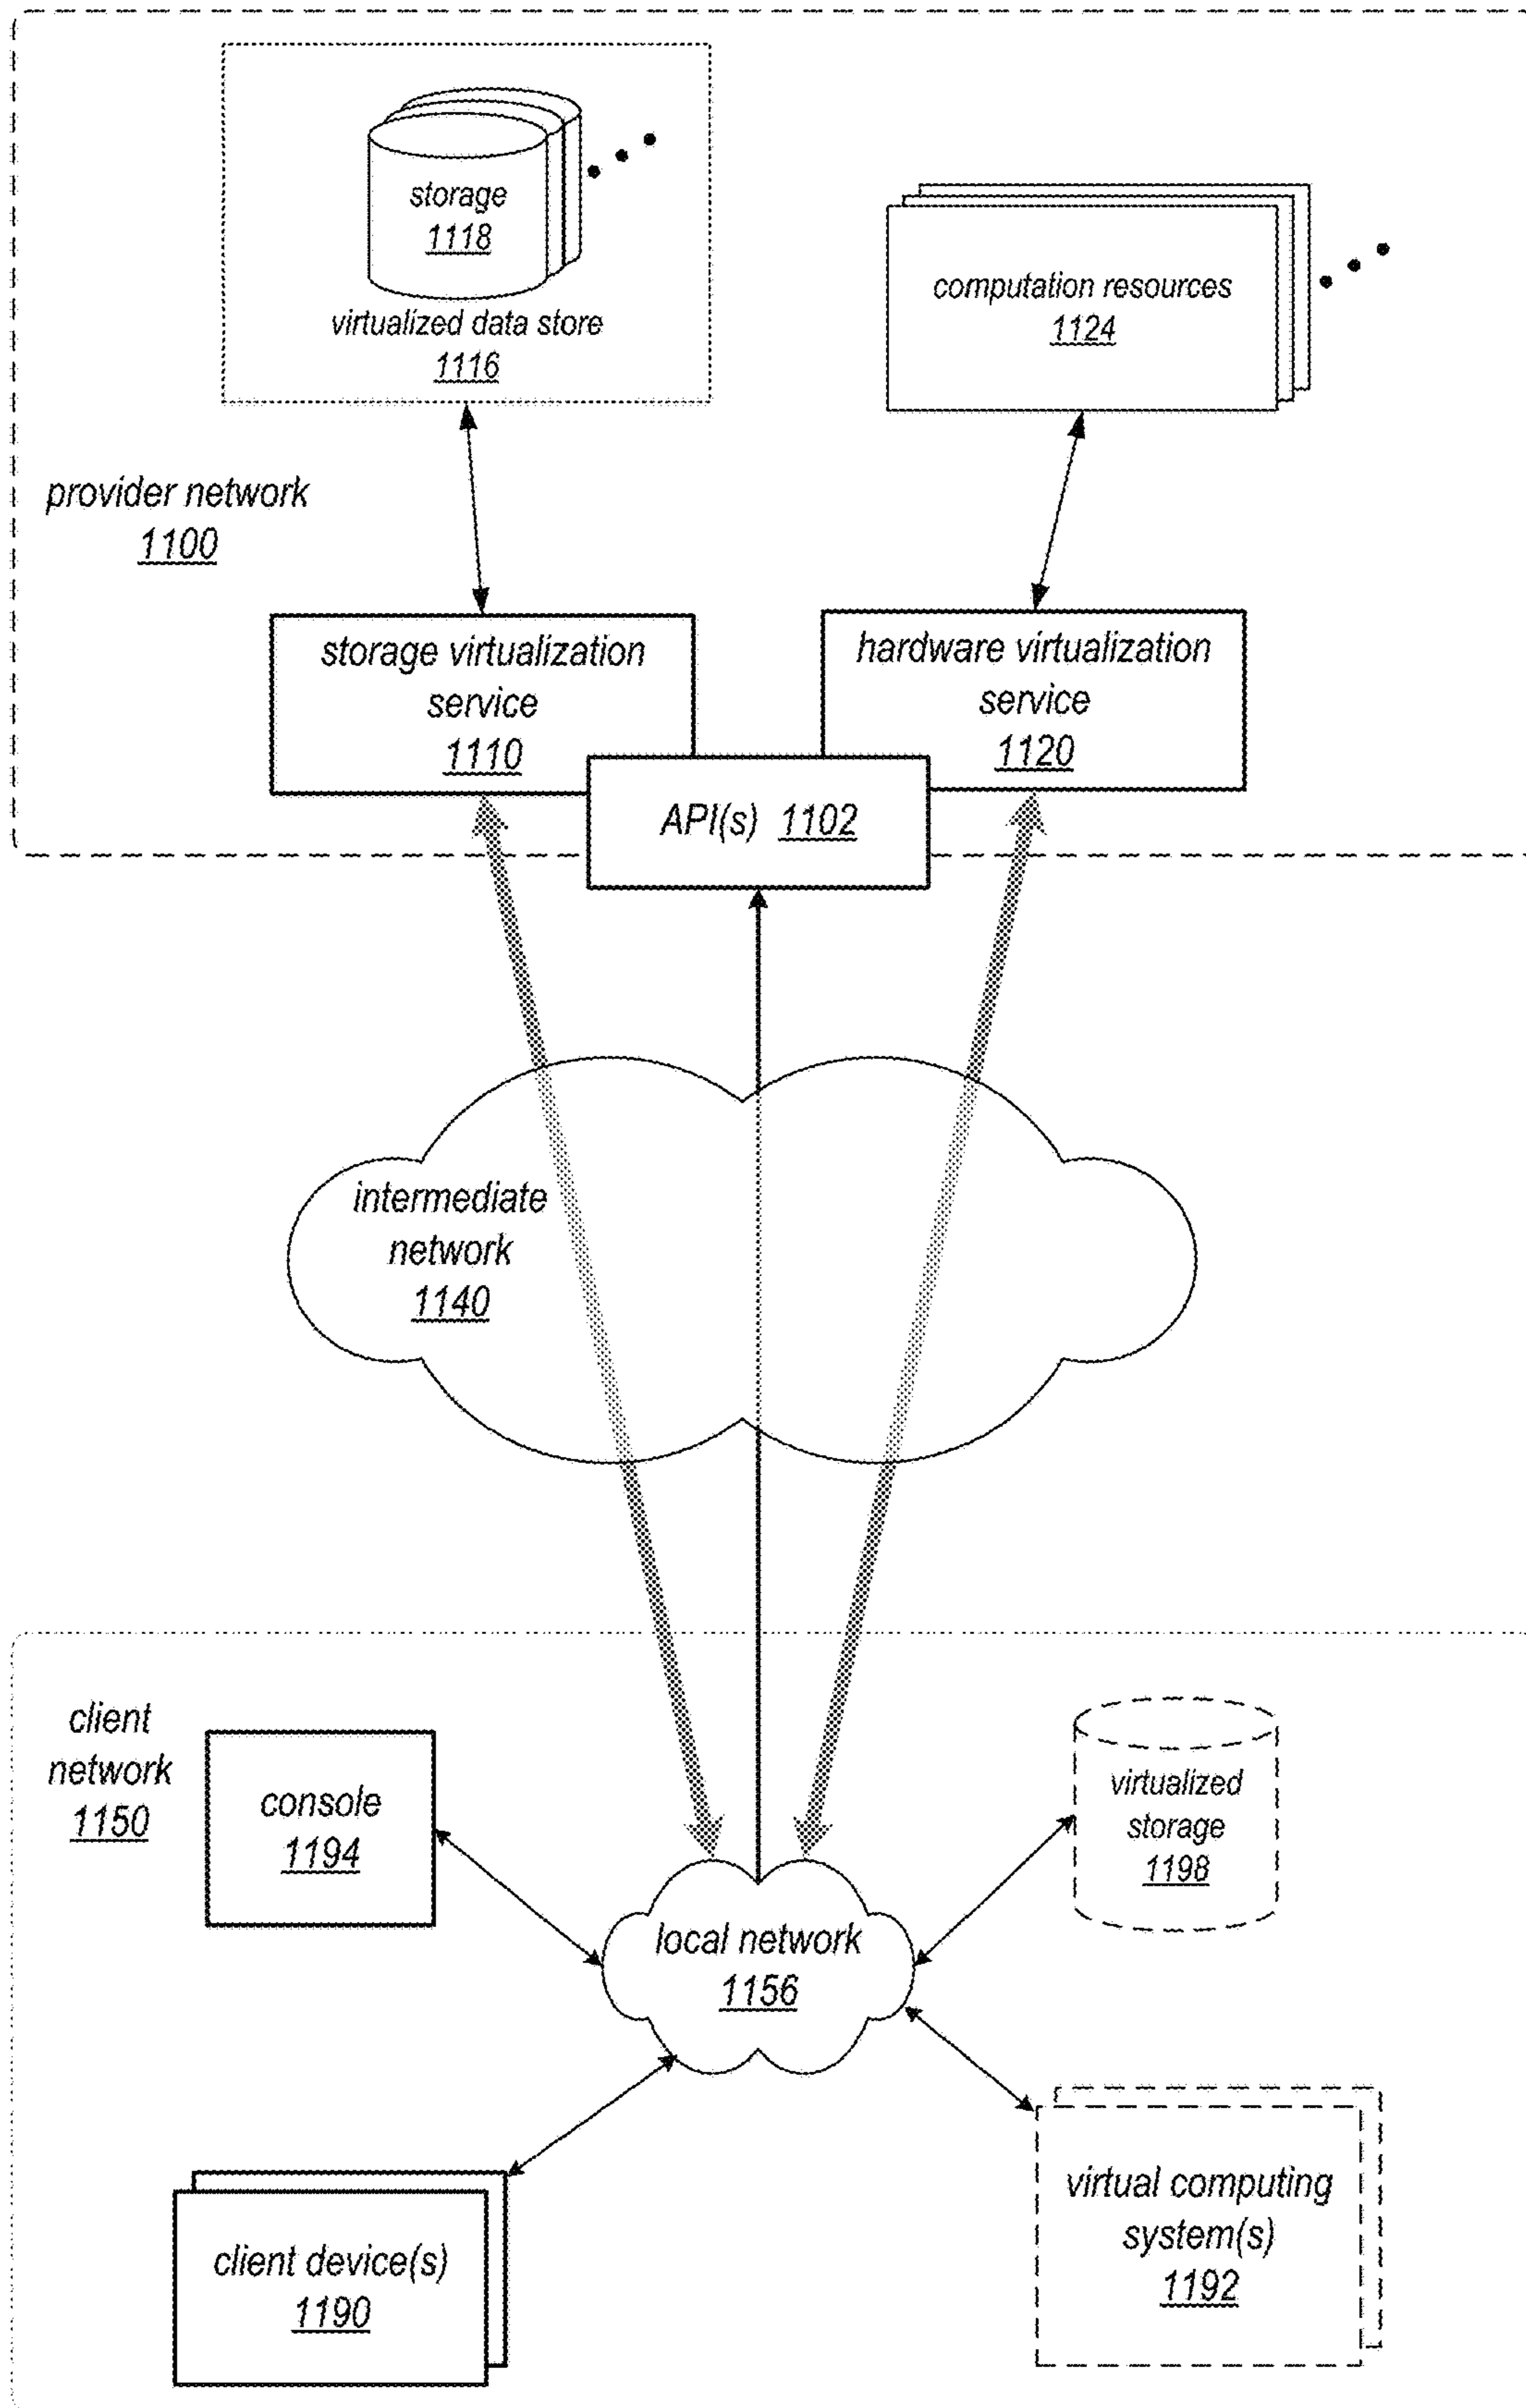 storage
1118
virtualized data store
1116
computation resources
1124
provider network
1100
storage virtualization
service
1110
hardware virtualization
service
1120
API(s) 1102
intermediate
network
1140
client
network
1150
console
1194
virtualized
storage
1198
local network
1156
client device(s)
1190
virtual computing
system(s)
1192